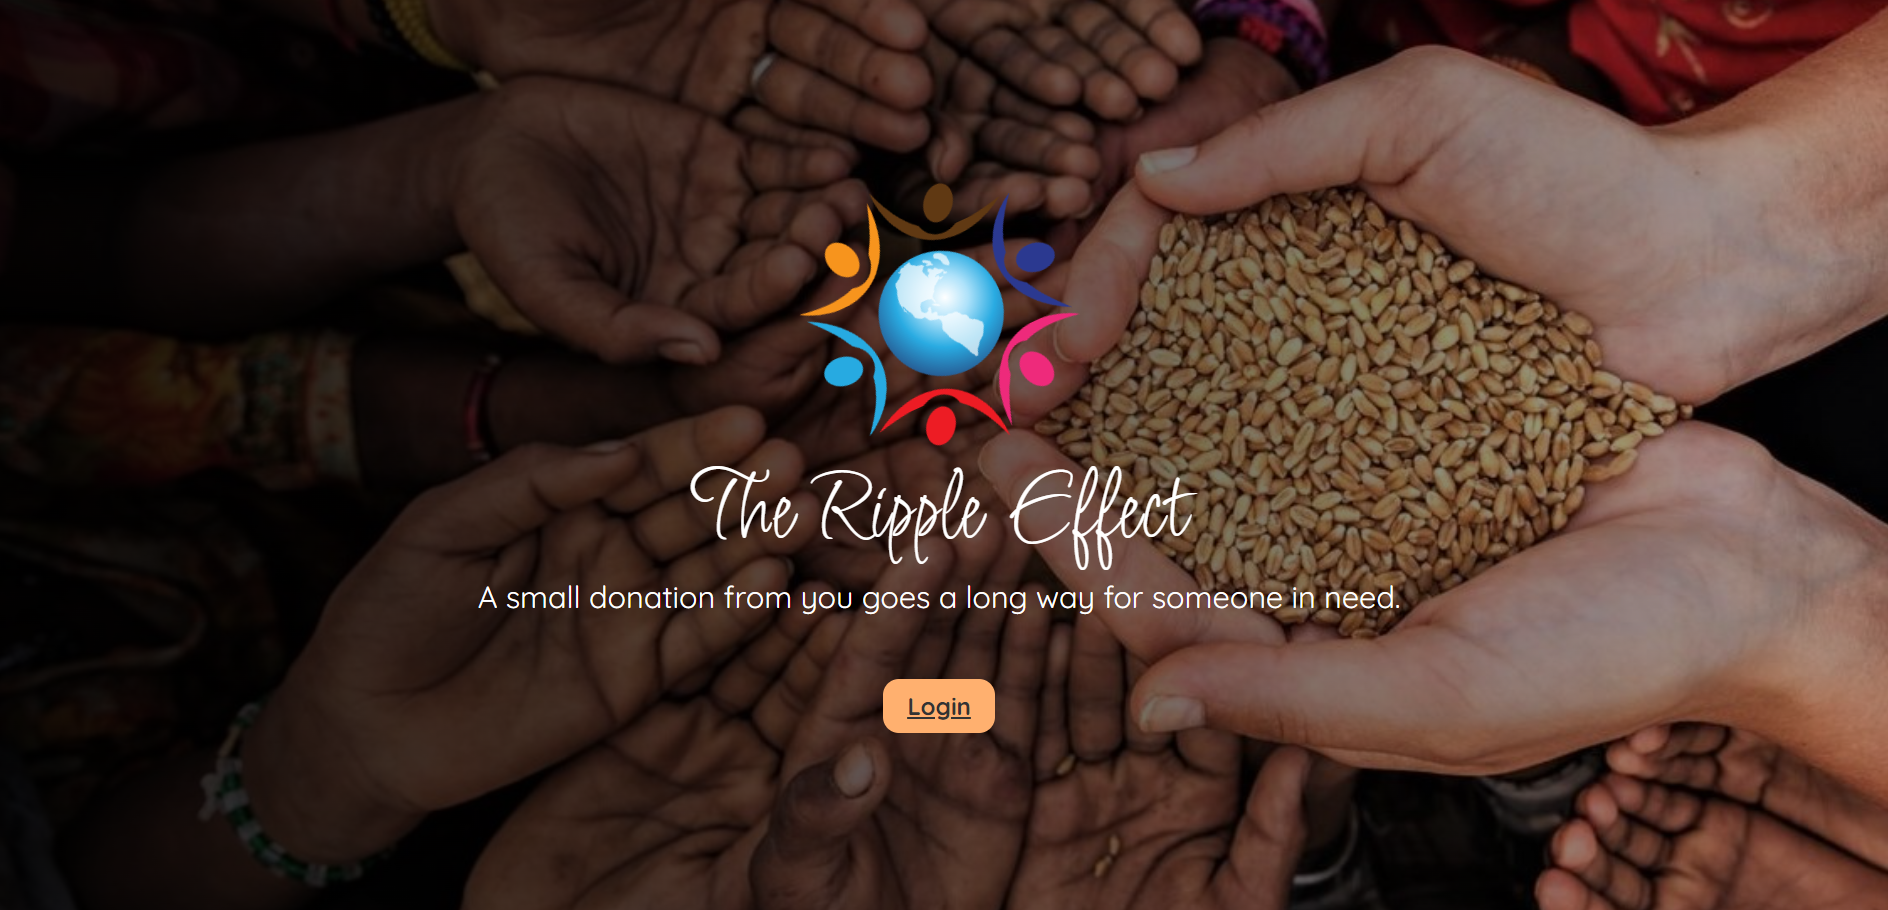 The Ripple Effect
A small donation from you goes a long way for someone in need.
Login